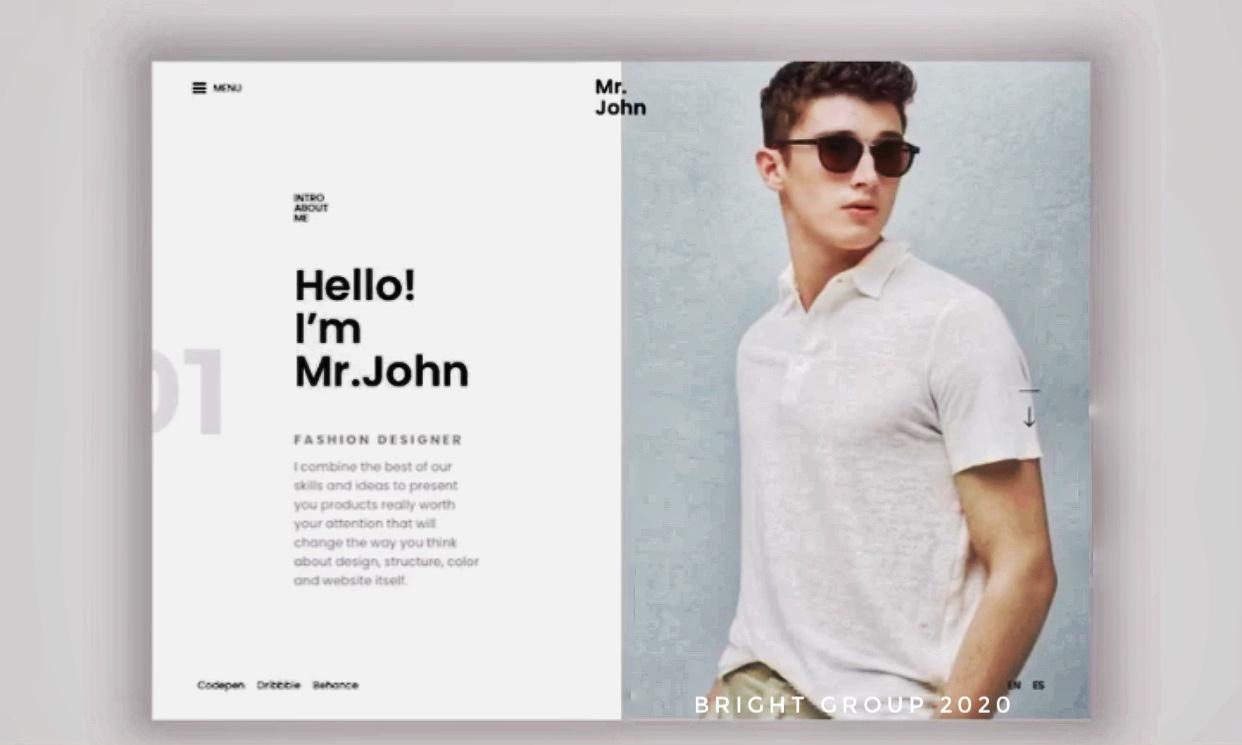 MENU
Mr.
John
INTRO
ABOUT
ME
Hello!
I'm
Mr.John
01
FASHION DESIGNER
I combine the best of our
skills and ideas to present
you products really worth
your attention that will
change the way you think
about design, structure, color
and website itself.
Codepen Dribbble Behance
EN ES
BRIGHT GROUP 2020